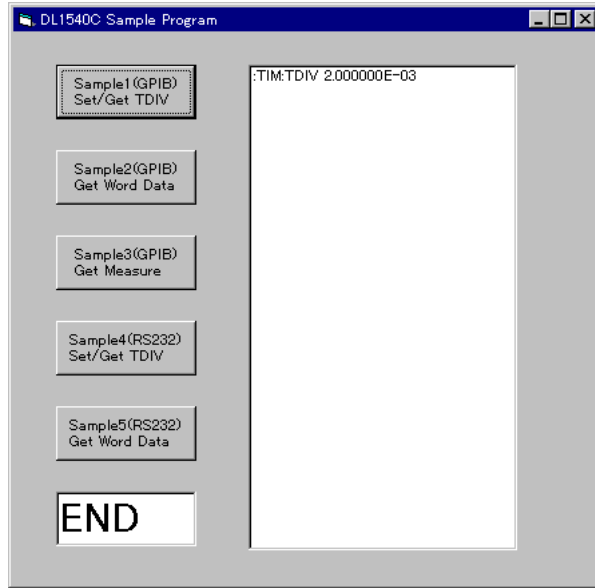 DL1540C Sample Program
Sample1(GPIB)
Set/Get TDIV
:TIM:TDIV 2.000000E-03
Sample2(GPIB)
Get Word Data
Sample3(GPIB)
Get Measure
Sample4(RS232)
Set/Get TDIV
Sample5(RS232)
Get Word Data
END